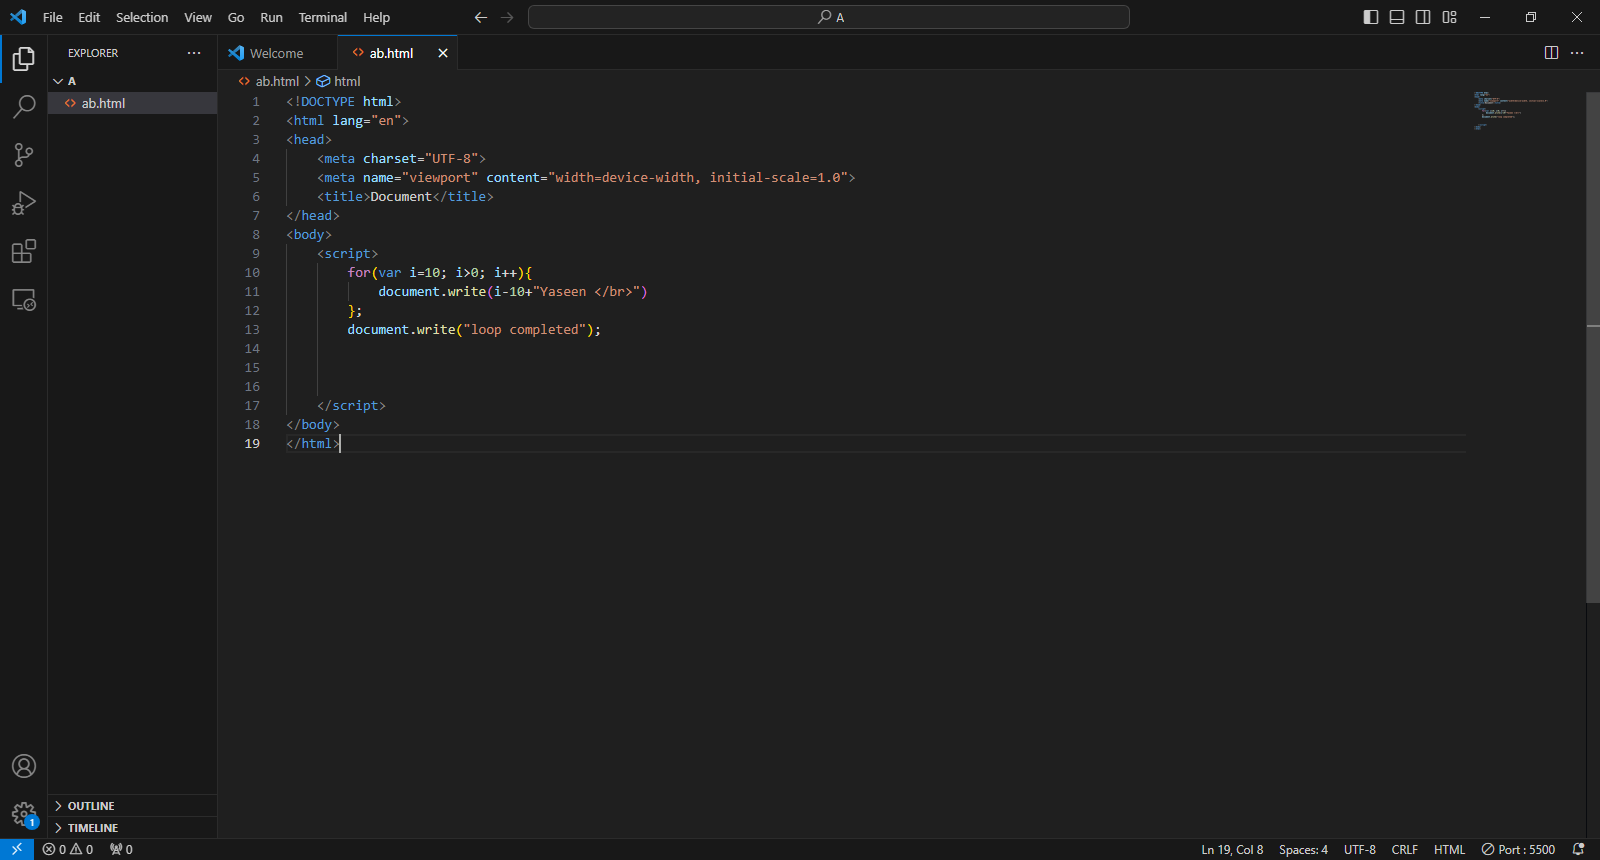 File Edit Selection View Go Run Terminal Help
A
EXPLORER
A
ab.html
OUTLINE
TIMELINE
Welcome
ab.html
ab.html > html
1 <!DOCTYPE html>
2 <html lang="en">
3 <head>
4 <meta charset="UTF-8">
5 <meta name="viewport" content="width=device-width, initial-scale=1.0">
6 <title>Document</title>
7 </head>
8 <body>
9 <script>
10 for(var i=10; i>0; i++){
11 document.write(i-10+"Yaseen </br>")
12 };
13 document.write("loop completed");
14
15
16
17 </script>
18 </body>
19 </html>
1
0 0 0 Ln 19, Col 8 Spaces: 4 UTF-8 CRLF HTML Port : 5500